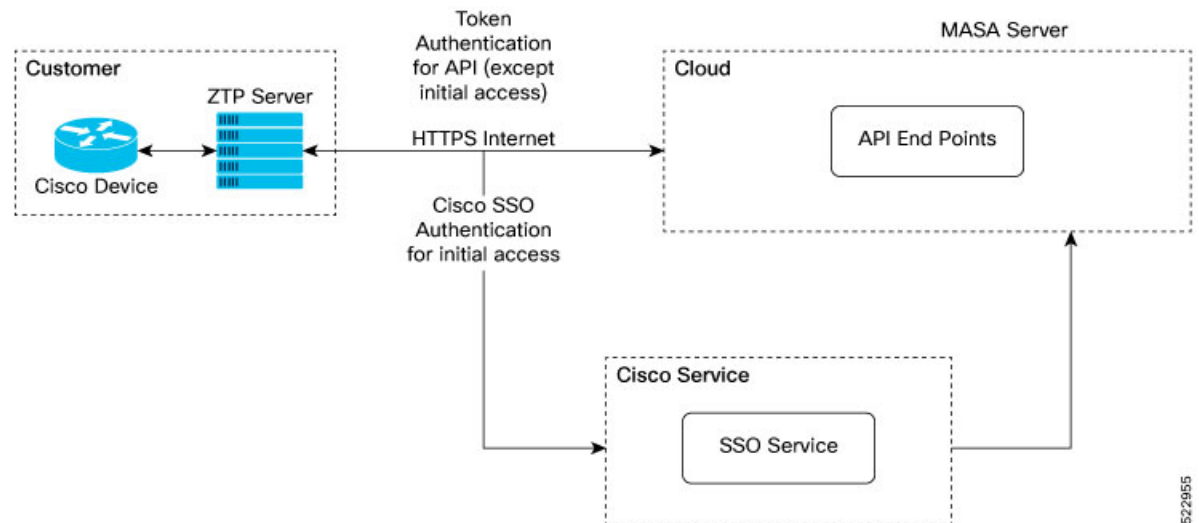 Token
Authentication
for API (except
initial access)
MASA Server
Customer
ZTP Server
Cisco Device
HTTPS Internet
Cloud
API End Points
Cisco SSO
Authentication
for initial access
Cisco Service
SSO Service
522955